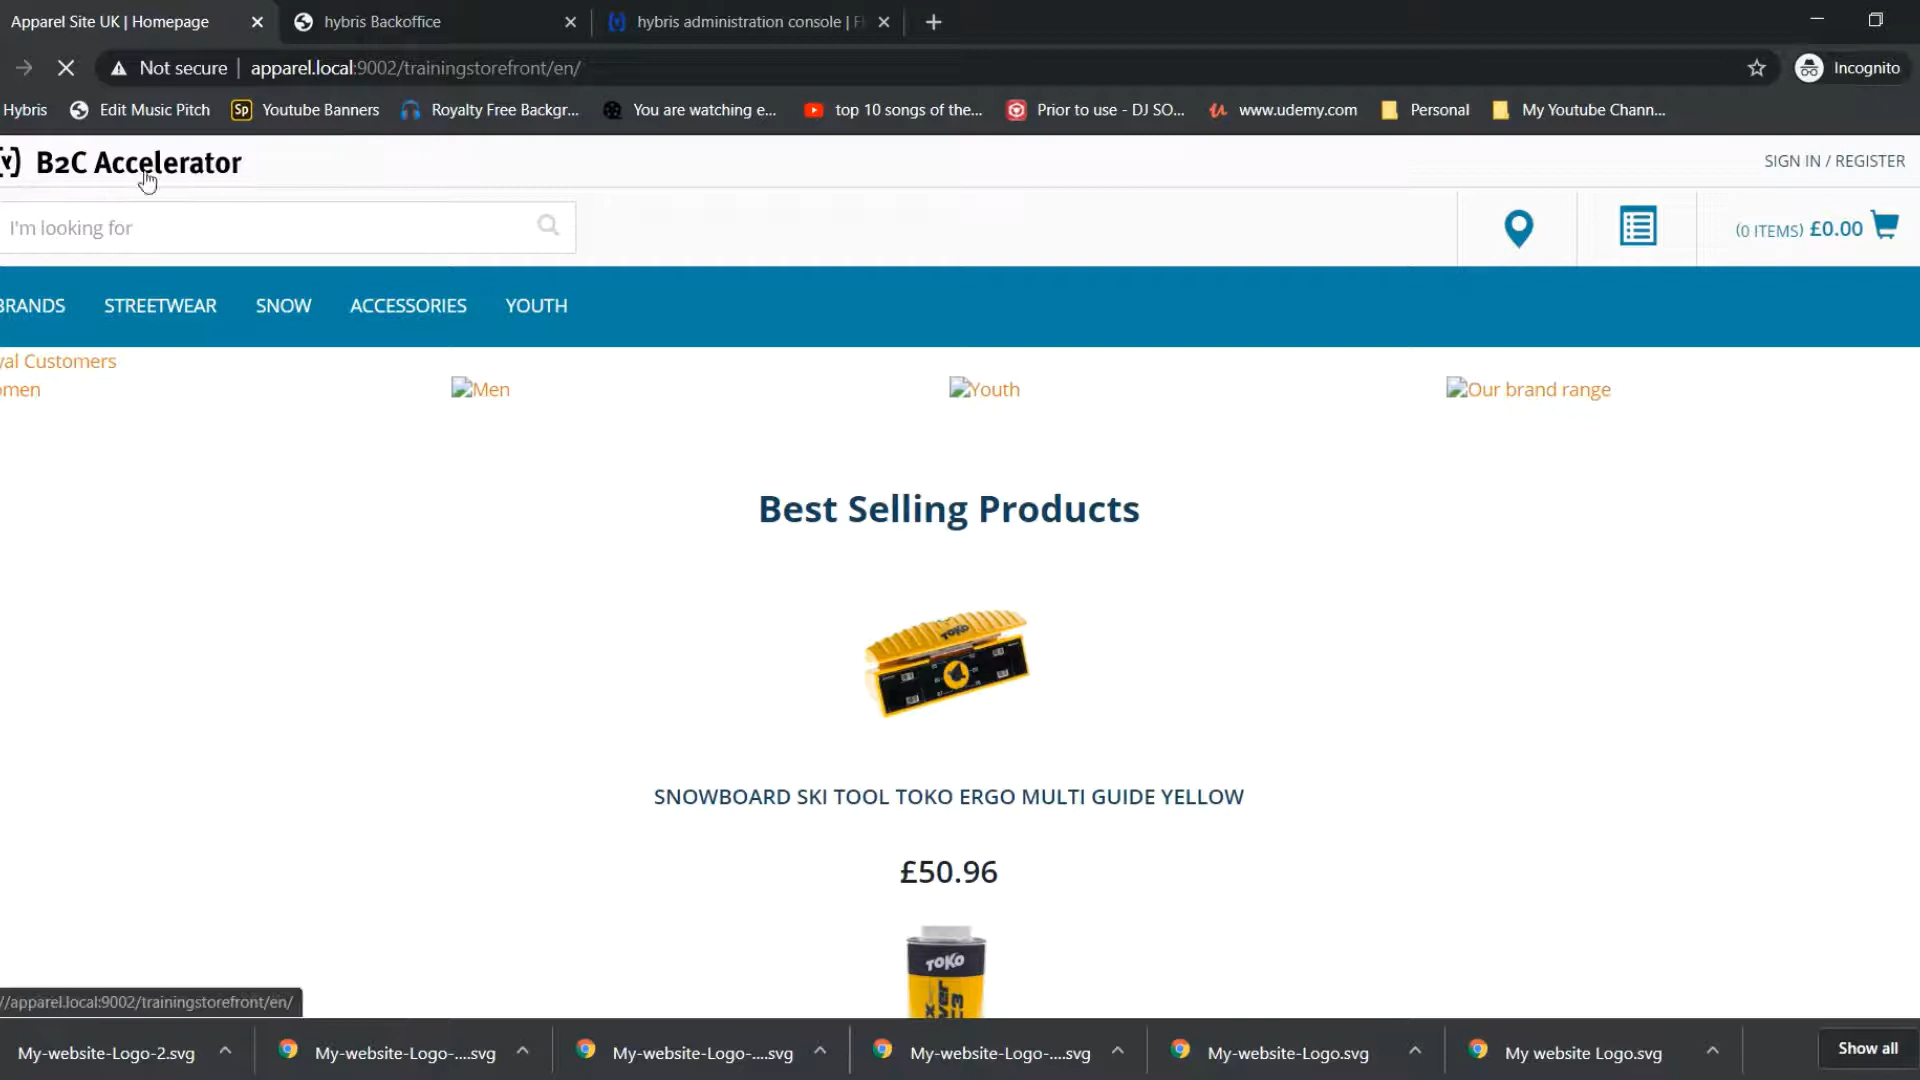 Apparel Site UK | Homepage
hybris Backoffice
hybris administration console |
Not secure | apparel.local:9002/trainingstorefront/en/
Incognito
Hybris
Edit Music Pitch
Sp Youtube Banners
Royalty Free Backgr...
You are watching e...
top 10 songs of the...
Prior to use - DJ SO...
www.udemy.com
Personal
My Youtube Chann...
B2C Accelerator
SIGN IN / REGISTER
I'm looking for
(0 ITEMS) £0.00
BRANDS STREETWEAR SNOW ACCESSORIES YOUTH
yal Customers
omen
Men
Youth
Our brand range
Best Selling Products
TOKO
SNOWBOARD SKI TOOL TOKO ERGO MULTI GUIDE YELLOW
£50.96
TOKO
//apparel.local:9002/trainingstorefront/en/
My-website-Logo-2.svg
My-website-Logo-....svg
My-website-Logo-....svg
My-website-Logo-....svg
My-website-Logo.svg
My website Logo.svg
Show all